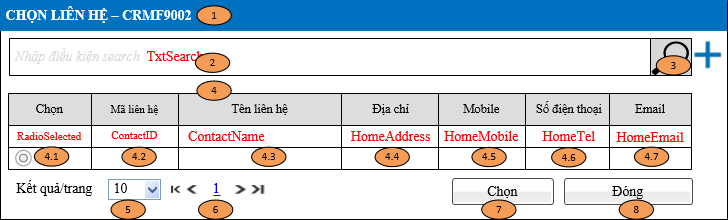 CHỌN LIÊN HỆ – CRMF9002 1
Nhập điều kiện search TxtSearch 2 3
4
Chọn Mã liên hệ Tên liên hệ Địa chỉ Mobile Số điện thoại Email
RadioSelected ContactID ContactName HomeAddress HomeMobile HomeTel HomeEmail
4.1 4.2 4.3 4.4 4.5 4.6 4.7
Kết quả/trang 10 1 Chọn Đóng
5 6 7 8